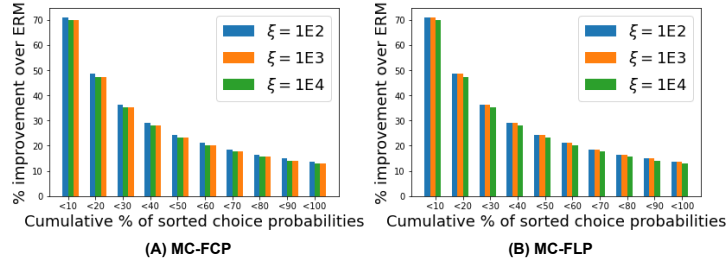 % improvement over ERM
70
60
50
40
30
20
10
0
ξ = 1E2
ξ = 1E3
ξ = 1E4
<10 <20 <30 <40 <50 <60 <70 <80 <90 <100
Cumulative % of sorted choice probabilities
(A) MC-FCP
% improvement over ERM
70
60
50
40
30
20
10
0
ξ = 1E2
ξ = 1E3
ξ = 1E4
<10 <20 <30 <40 <50 <60 <70 <80 <90 <100
Cumulative % of sorted choice probabilities
(B) MC-FLP